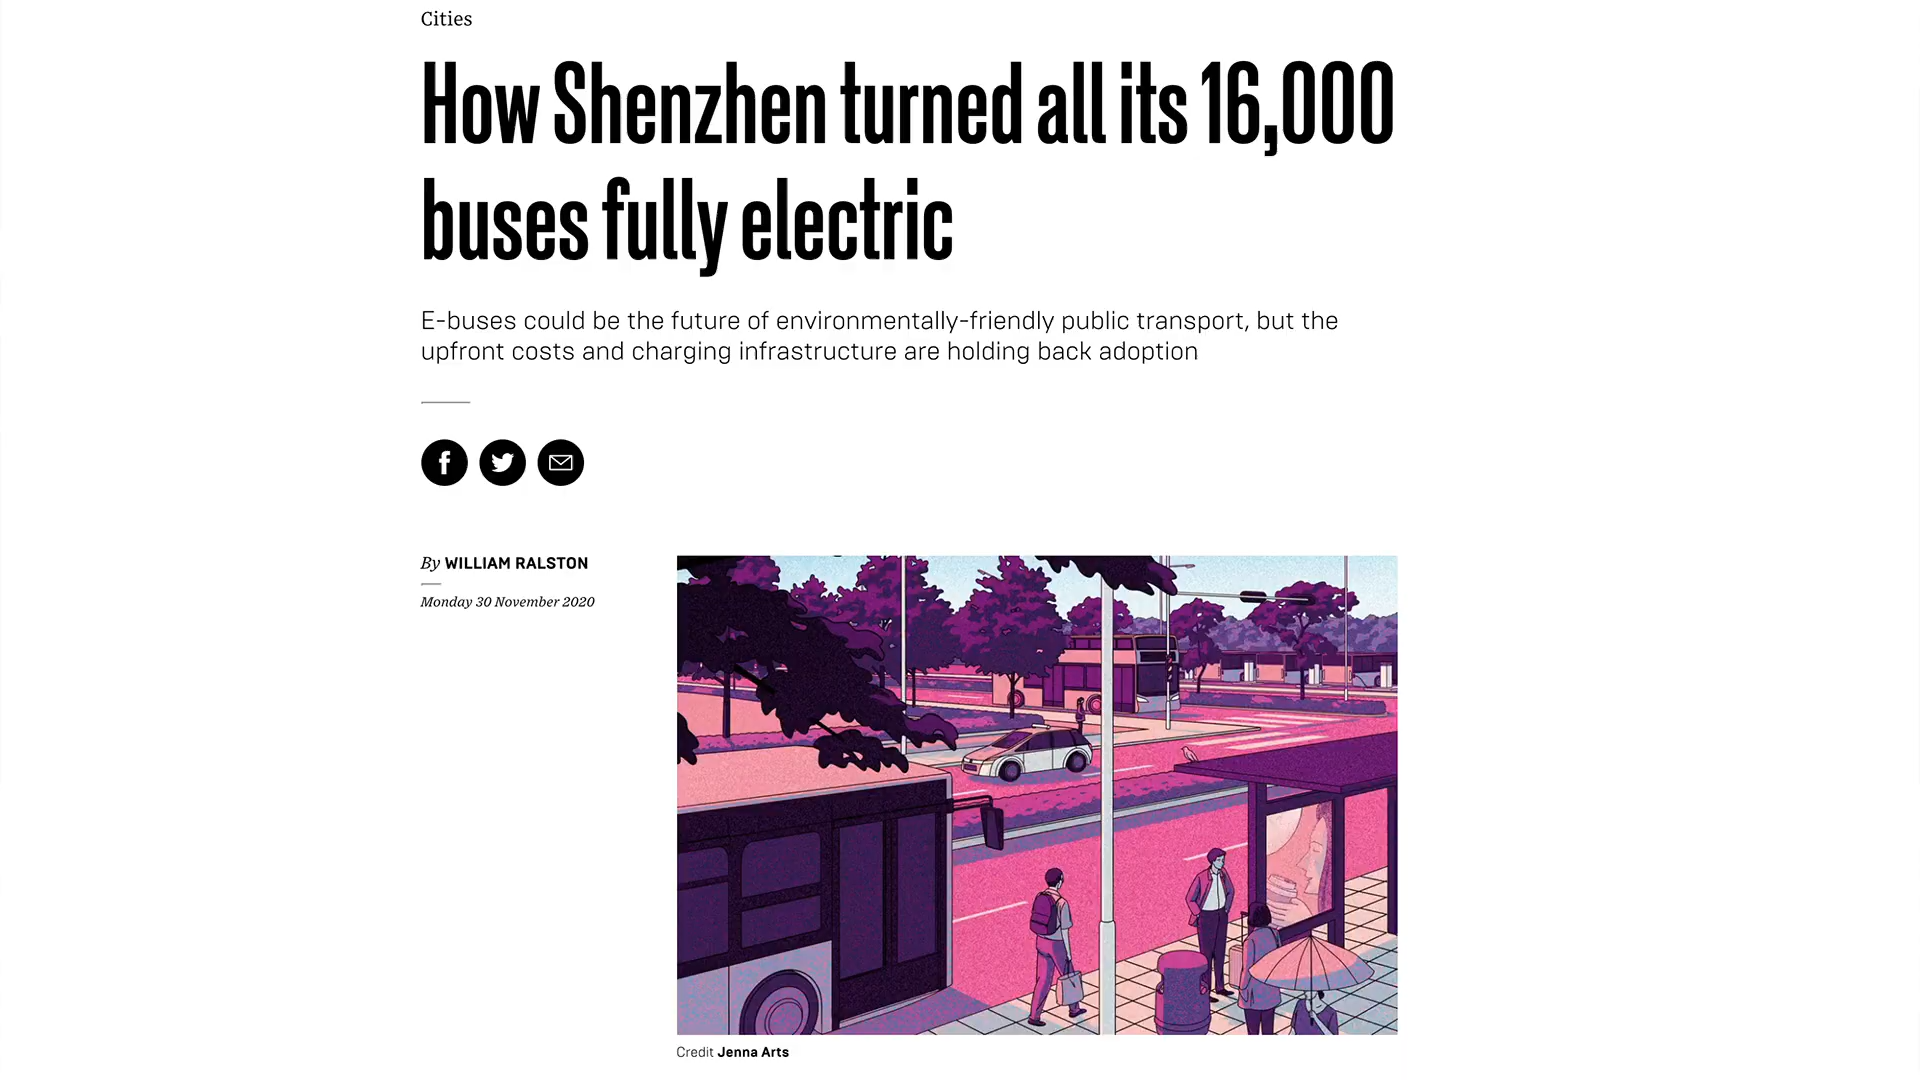 Cities
How Shenzhen turned all its 16,000
buses fully electric
E-buses could be the future of environmentally-friendly public transport, but the
upfront costs and charging infrastructure are holding back adoption
By WILLIAM RALSTON
Monday 30 November 2020
Credit Jenna Arts